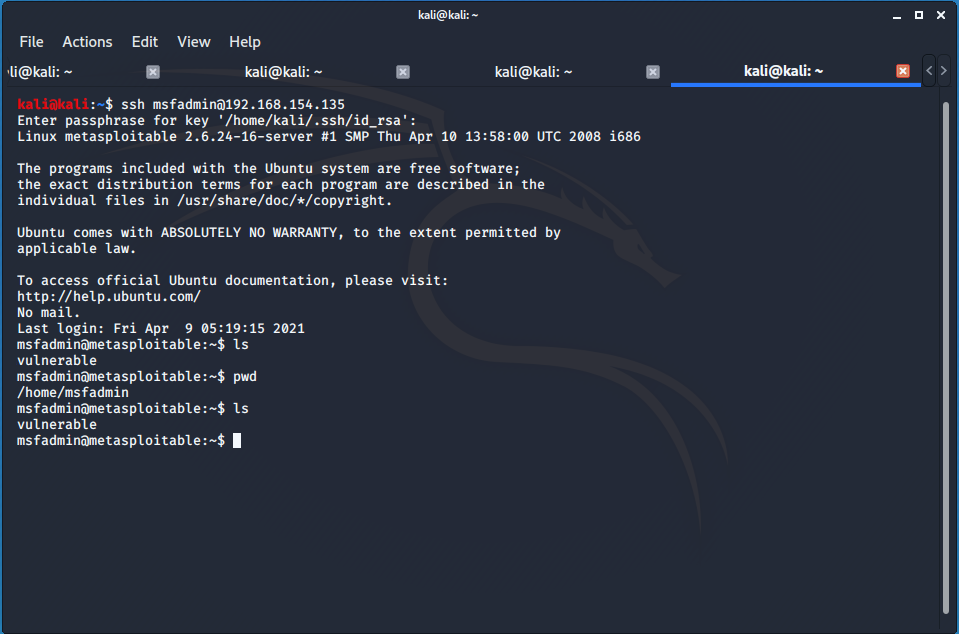 kali@kali: ~
File Actions Edit View Help
li@kali: ~ kali@kali: ~ kali@kali: ~ kali@kali: ~
kali@kali:~$ ssh msfadmin@192.168.154.135
Enter passphrase for key '/home/kali/.ssh/id_rsa':
Linux metasploitable 2.6.24-16-server #1 SMP Thu Apr 10 13:58:00 UTC 2008 i686
The programs included with the Ubuntu system are free software;
the exact distribution terms for each program are described in the
individual files in /usr/share/doc/*/copyright.
Ubuntu comes with ABSOLUTELY NO WARRANTY, to the extent permitted by
applicable law.
To access official Ubuntu documentation, please visit:
http://help.ubuntu.com/
No mail.
Last login: Fri Apr  9 05:19:15 2021
msfadmin@metasploitable:~$ ls
vulnerable
msfadmin@metasploitable:~$ pwd
/home/msfadmin
msfadmin@metasploitable:~$ ls
vulnerable
msfadmin@metasploitable:~$